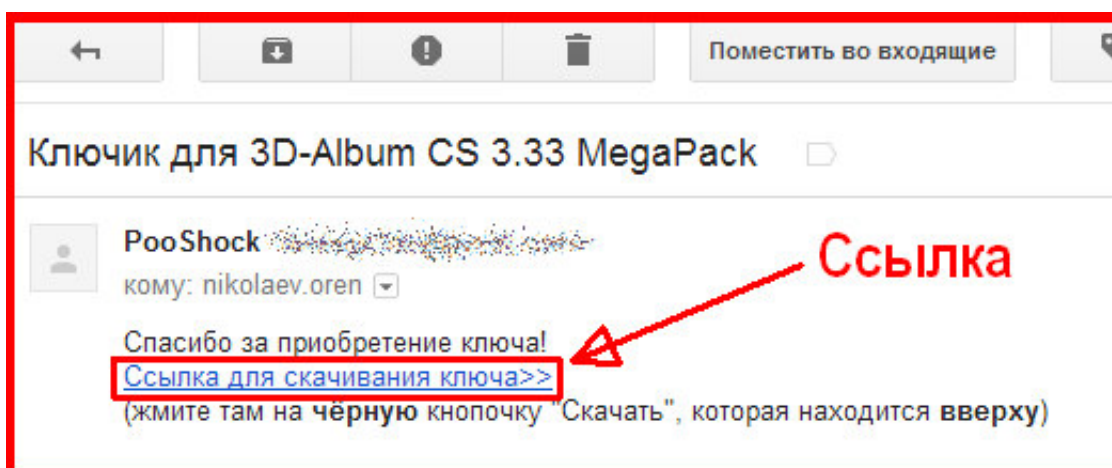 Поместить во входящие
Ключик для 3D-Album CS 3.33 MegaPack
PooShock
кому: nikolaev.oren
Ссылка
Спасибо за приобретение ключа!
Ссылка для скачивания ключа>>
(жмите там на чёрную кнопочку "Скачать", которая находится вверху)